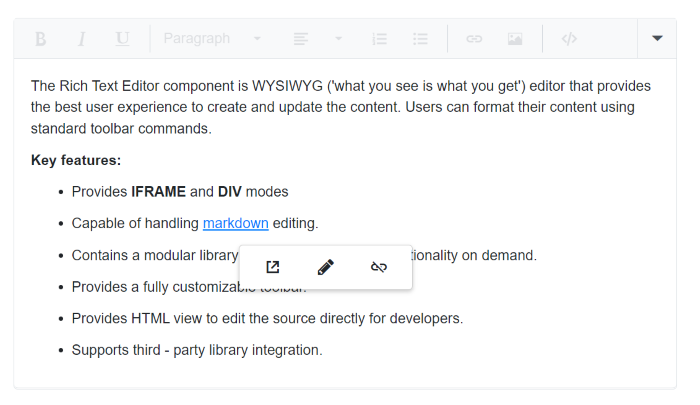 B I U Paragraph
The Rich Text Editor component is WYSIWYG ('what you see is what you get') editor that provides
the best user experience to create and update the content. Users can format their content using
standard toolbar commands.
Key features:
• Provides IFRAME and DIV modes
• Capable of handling markdown editing.
• Contains a modular library tionality on demand.
• Provides a fully customizable toolbar.
• Provides HTML view to edit the source directly for developers.
• Supports third - party library integration.